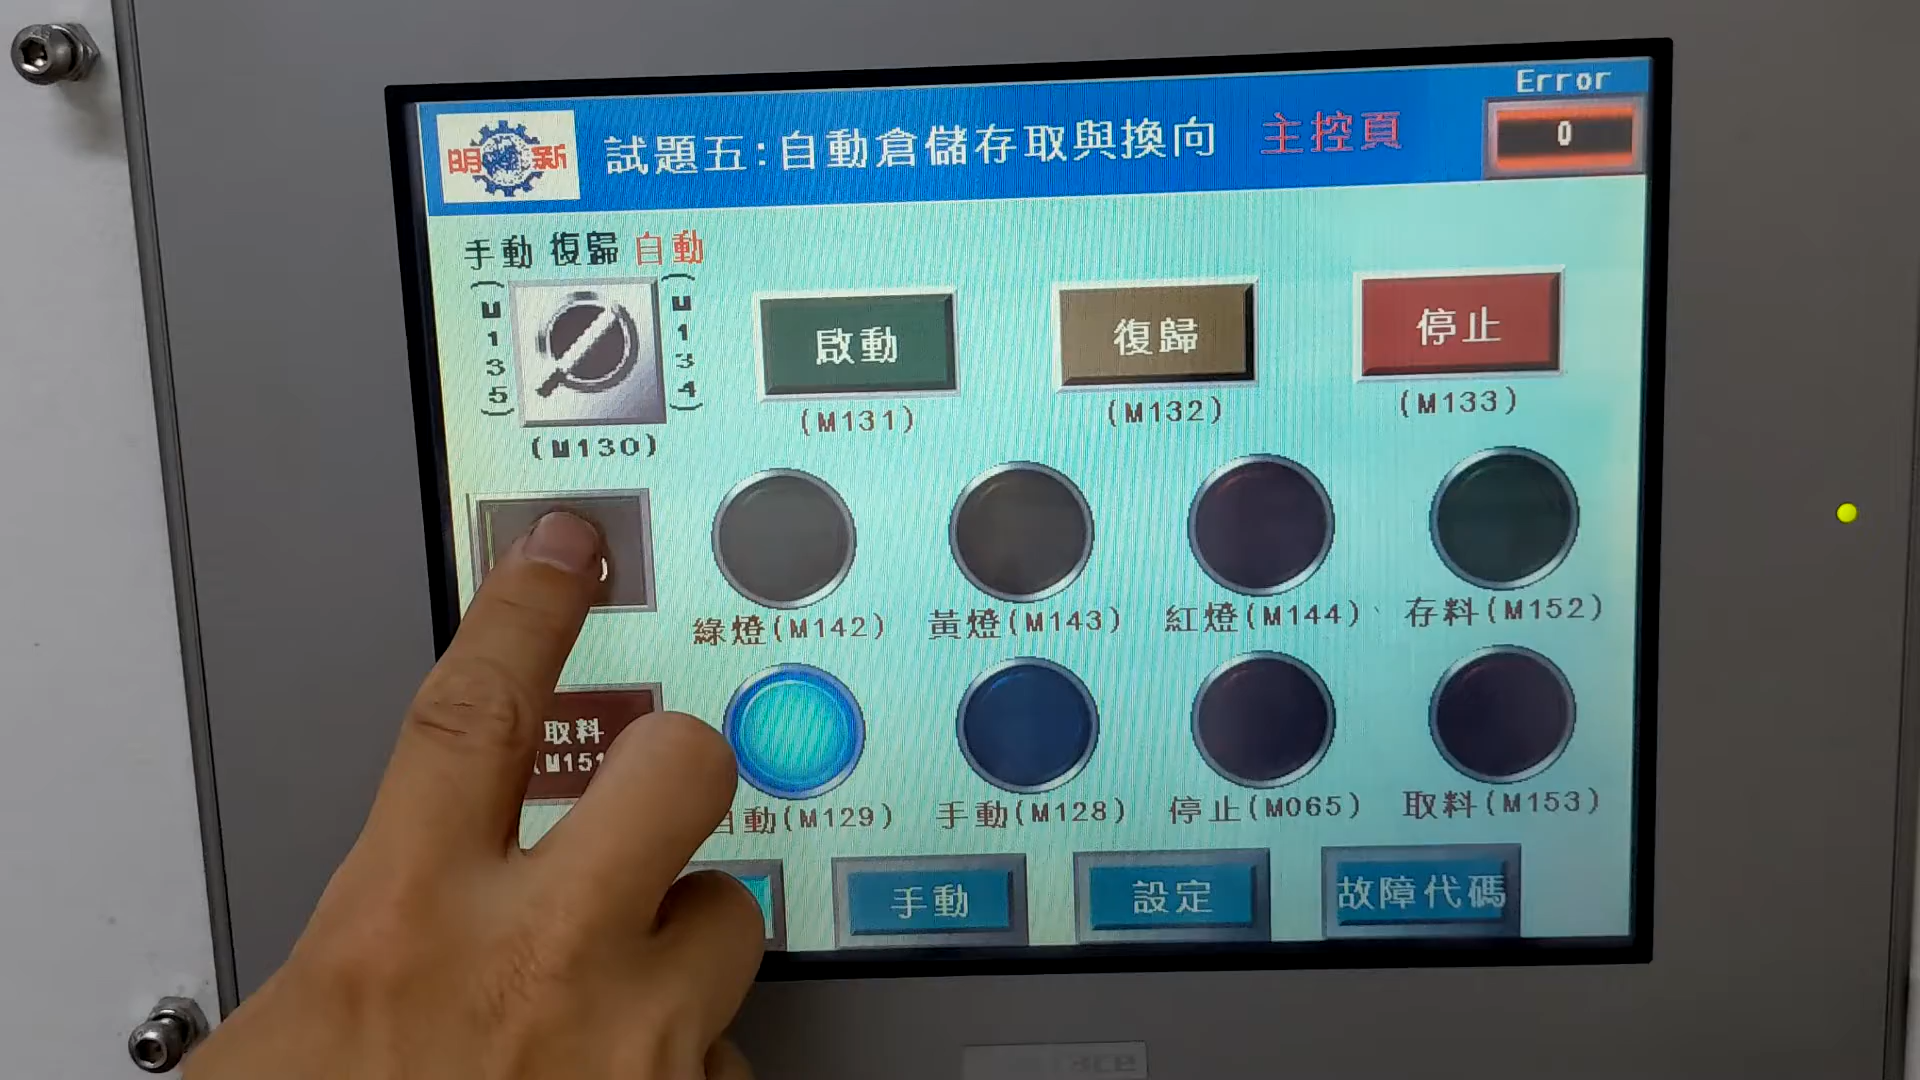 Error
明新 試題五:自動倉儲存取與換向 主控頁 0
手動 復歸 自動
(M135) (M134)
啟動 復歸 停止
(M130) (M131) (M132) (M133)
綠燈(M142) 黃燈(M143) 紅燈(M144) 存料(M152)
取料
(M151
自動(M129) 手動(M128) 停止(M065) 取料(M153)
手動 設定 故障代碼